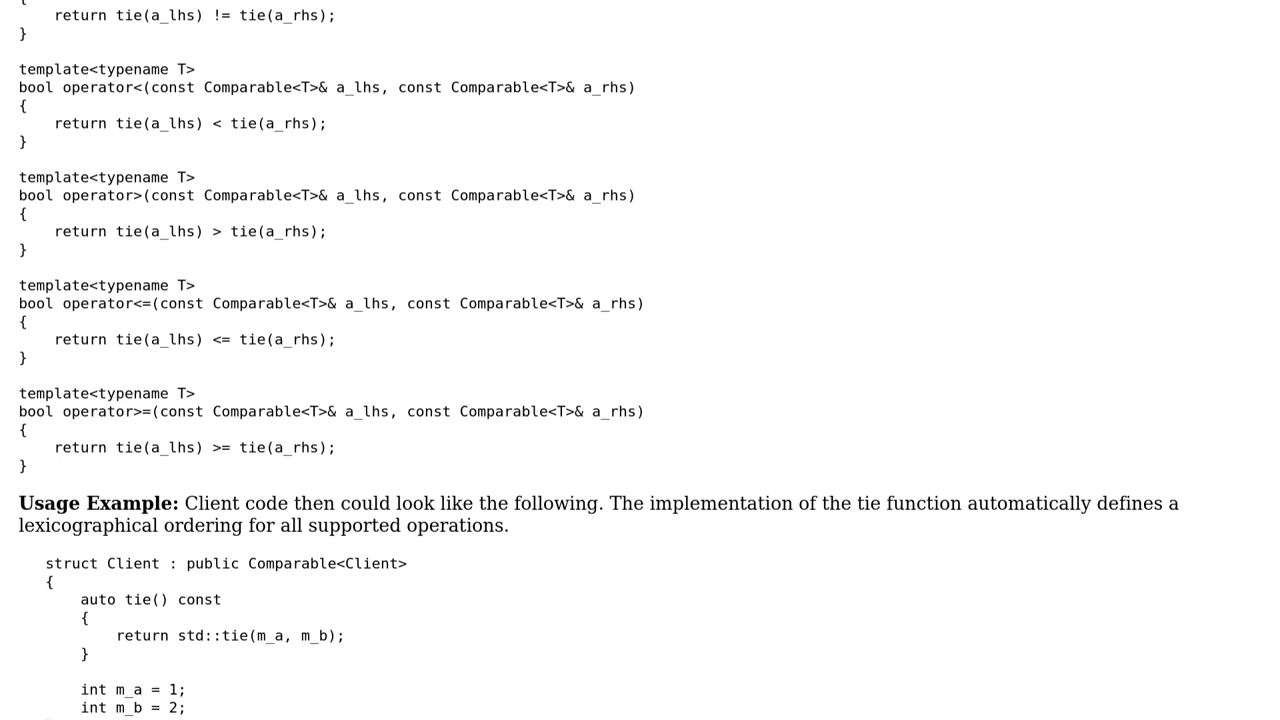 {
    return tie(a_lhs) != tie(a_rhs);
}

template<typename T>
bool operator<(const Comparable<T>& a_lhs, const Comparable<T>& a_rhs)
{
    return tie(a_lhs) < tie(a_rhs);
}

template<typename T>
bool operator>(const Comparable<T>& a_lhs, const Comparable<T>& a_rhs)
{
    return tie(a_lhs) > tie(a_rhs);
}

template<typename T>
bool operator<=(const Comparable<T>& a_lhs, const Comparable<T>& a_rhs)
{
    return tie(a_lhs) <= tie(a_rhs);
}

template<typename T>
bool operator>=(const Comparable<T>& a_lhs, const Comparable<T>& a_rhs)
{
    return tie(a_lhs) >= tie(a_rhs);
}

Usage Example: Client code then could look like the following. The implementation of the tie function automatically defines a
lexicographical ordering for all supported operations.

   struct Client : public Comparable<Client>
   {
       auto tie() const
       {
           return std::tie(m_a, m_b);
       }

       int m_a = 1;
       int m_b = 2;